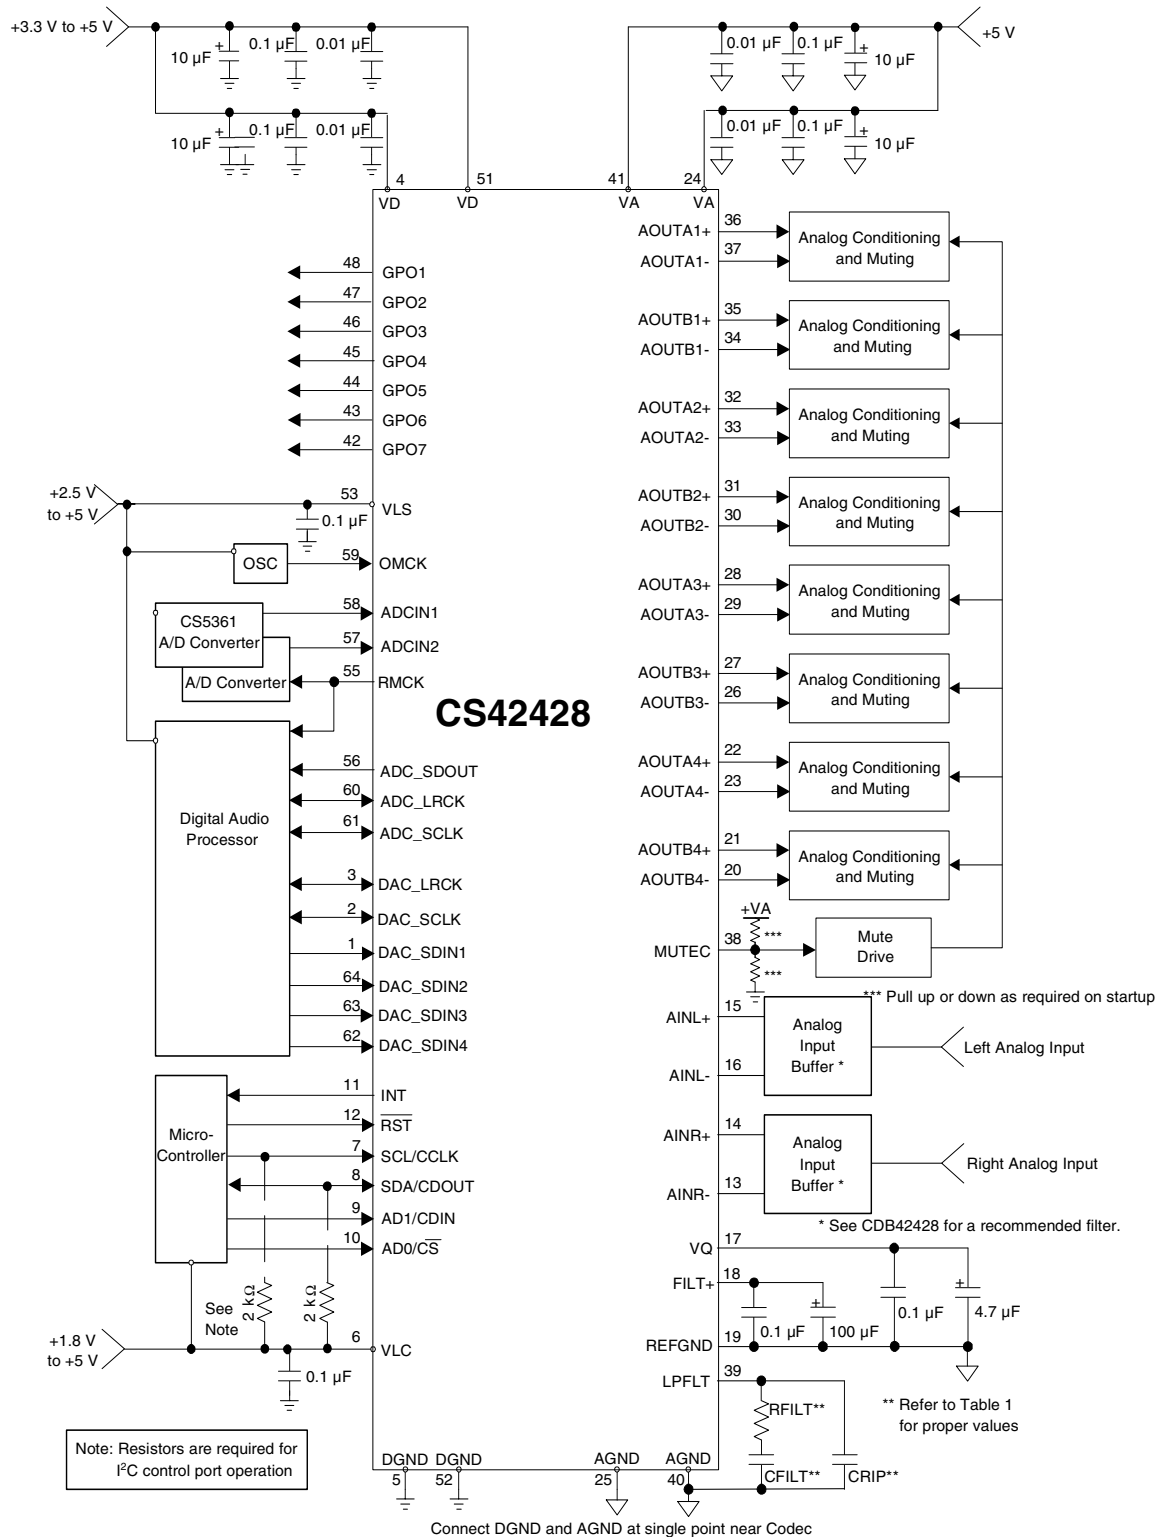 +3.3 V to +5 V
10 µF
+
0.1 µF
0.01 µF
0.01 µF
0.1 µF
+
10 µF
+5 V
10 µF
+
0.1 µF
0.01 µF
0.01 µF
0.1 µF
+
10 µF
4
51
41
24
VD
VD
VA
VA
48
GPO1
47
GPO2
46
GPO3
45
GPO4
44
GPO5
43
GPO6
42
GPO7
+2.5 V
to +5 V
53
VLS
0.1 µF
OSC
59
OMCK
CS5361
A/D Converter
58
ADCIN1
57
ADCIN2
A/D Converter
55
RMCK
CS42428
Digital Audio
Processor
56
ADC_SDOUT
60
ADC_LRCK
61
ADC_SCLK
3
DAC_LRCK
2
DAC_SCLK
1
DAC_SDIN1
64
DAC_SDIN2
63
DAC_SDIN3
62
DAC_SDIN4
Micro-
Controller
11
INT
12
RST
7
SCL/CCLK
8
SDA/CDOUT
9
AD1/CDIN
10
AD0/CS
See
Note
2 kΩ
2 kΩ
+1.8 V
to +5 V
6
VLC
0.1 µF
Note: Resistors are required for
I²C control port operation
DGND
DGND
5
52
AGND
AGND
25
40
AOUTA1+
36
AOUTA1-
37
Analog Conditioning
and Muting
AOUTB1+
35
AOUTB1-
34
Analog Conditioning
and Muting
AOUTA2+
32
AOUTA2-
33
Analog Conditioning
and Muting
AOUTB2+
31
AOUTB2-
30
Analog Conditioning
and Muting
AOUTA3+
28
AOUTA3-
29
Analog Conditioning
and Muting
AOUTB3+
27
AOUTB3-
26
Analog Conditioning
and Muting
AOUTA4+
22
AOUTA4-
23
Analog Conditioning
and Muting
AOUTB4+
21
AOUTB4-
20
Analog Conditioning
and Muting
+VA
***
MUTEC
38
***
Mute
Drive
*** Pull up or down as required on startup
AINL+
15
AINL-
16
Analog
Input
Buffer *
Left Analog Input
AINR+
14
AINR-
13
Analog
Input
Buffer *
Right Analog Input
* See CDB42428 for a recommended filter.
VQ
17
FILT+
18
+
0.1 µF
100 µF
0.1 µF
+
4.7 µF
REFGND
19
LPFLT
39
RFILT**
CFILT**
CRIP**
** Refer to Table 1
for proper values
Connect DGND and AGND at single point near Codec